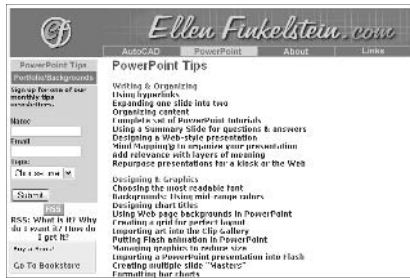 Ellen Finkelstein.com
AutoCAD PowerPoint About Links
PowerPoint Tips
Portfolio/Backgrounds
Sign up for one of our
monthly tips
newsletters.
Name
Email
Topic:
Choose one
Submit
RSS
RSS: What is it? Why
do I want it? How do
I get it?
Buy a Book!
Go To Bookstore
PowerPoint Tips
Writing & Organizing
Using hyperlinks
Expanding one slide into two
Organizing content
Complete set of PowerPoint tutorials
Using a Summary Slide for questions & answers
Designing a Web-style presentation
Mind Mapping® to organize your presentation
Add relevance with layers of meaning
Repurpose presentations for a kiosk or the Web
Designing & Graphics
Choosing the most readable font
Backgrounds: Using mid-range colors
Designing chart titles
Using Web page backgrounds in PowerPoint
Creating a grid for perfect layout
Importing art into the Clip Gallery
Putting Flash animation in PowerPoint
Managing graphics to reduce size
Importing a PowerPoint presentation into Flash
Creating multiple slide "Masters"
Formatting bar charts